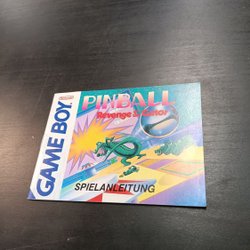 GAME BOY
PINBALL
Revenge of the Gator
SPIELANLEITUNG